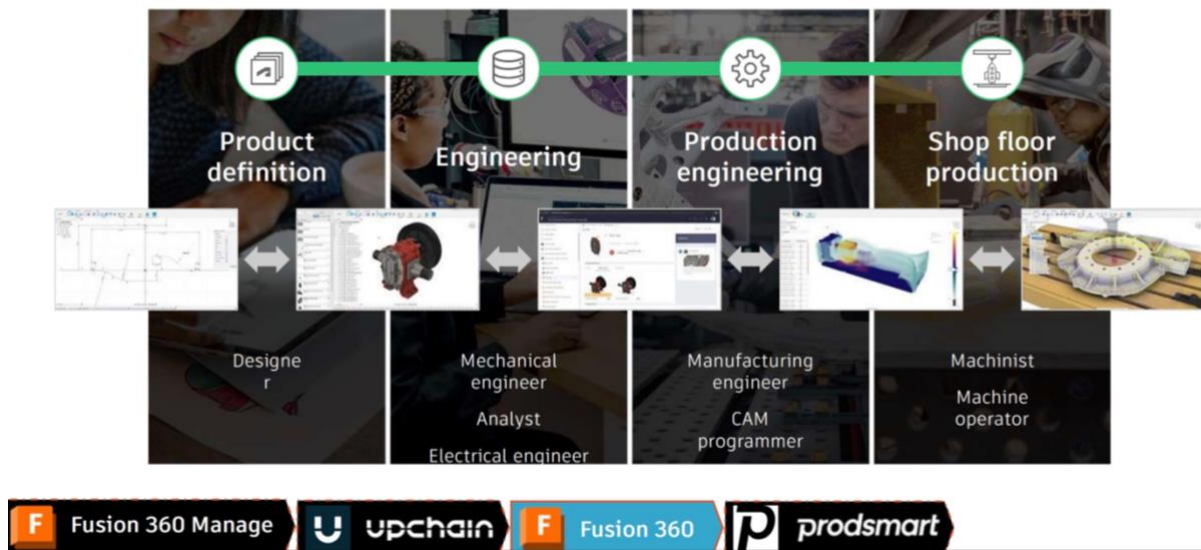 Product
definition
Engineering
Production
engineering
Shop floor
production
Designe
r
Mechanical
engineer
Analyst
Electrical engineer
Manufacturing
engineer
CAM
programmer
Machinist
Machine
operator
F Fusion 360 Manage
U upchain
F Fusion 360
p prodsmart